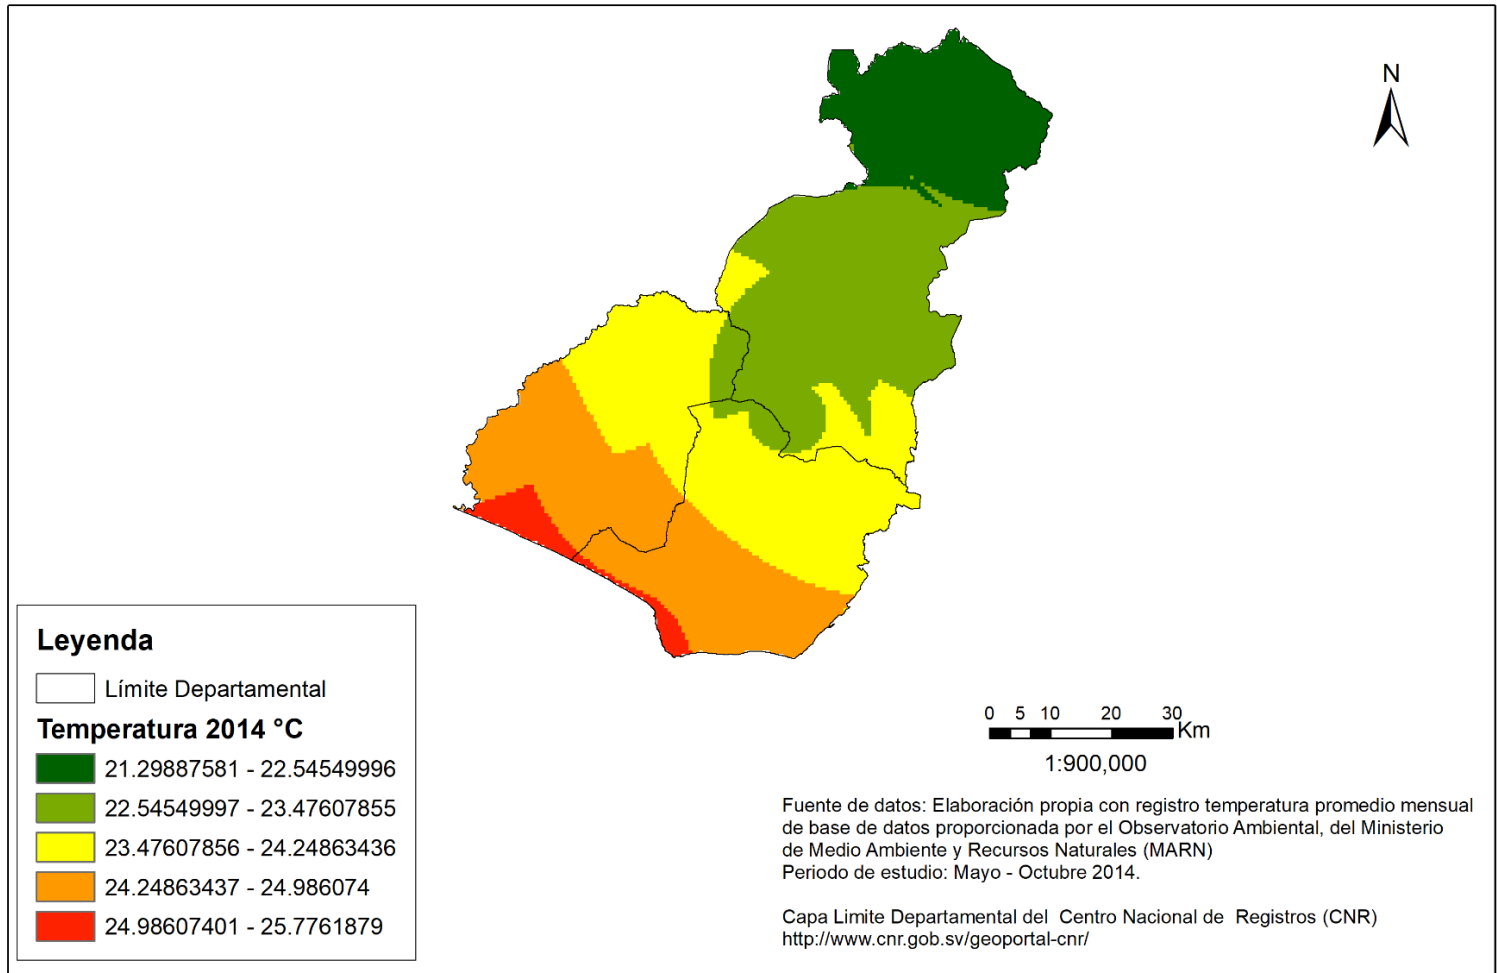 N
Leyenda
Límite Departamental
Temperatura 2014 °C
21.29887581 - 22.54549996
22.54549997 - 23.47607855
23.47607856 - 24.24863436
24.24863437 - 24.986074
24.98607401 - 25.7761879
0 5 10 20 30
Km
1:900,000
Fuente de datos: Elaboración propia con registro temperatura promedio mensual
de base de datos proporcionada por el Observatorio Ambiental, del Ministerio
de Medio Ambiente y Recursos Naturales (MARN)
Periodo de estudio: Mayo - Octubre 2014.
Capa Limite Departamental del Centro Nacional de Registros (CNR)
http://www.cnr.gob.sv/geoportal-cnr/